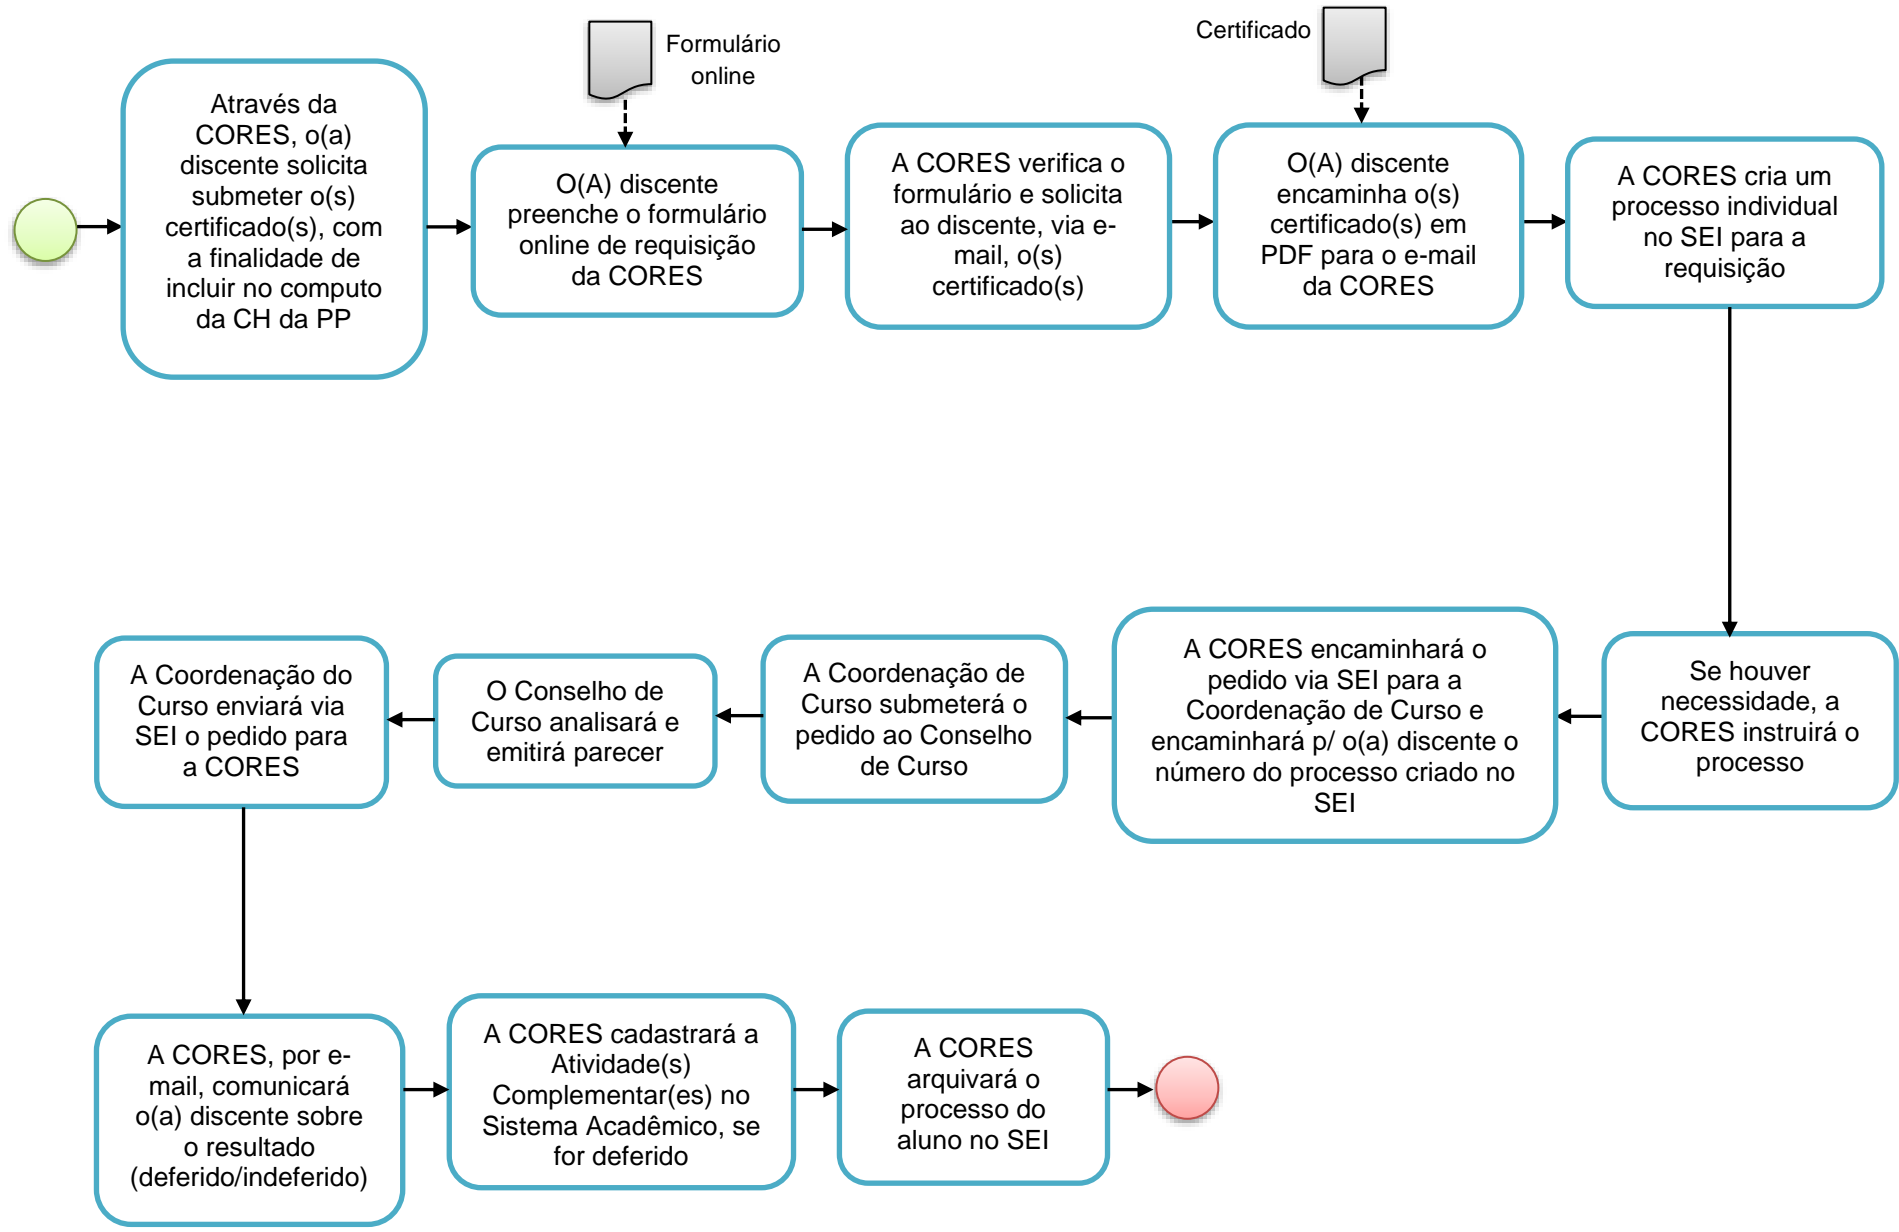 Formulário
online
Certificado
Através da
CORES, o(a)
discente solicita
submeter o(s)
certificado(s), com
a finalidade de
incluir no computo
da CH da PP
O(A) discente
preenche o formulário
online de requisição
da CORES
A CORES verifica o
formulário e solicita
ao discente, via e-
mail, o(s)
certificado(s)
O(A) discente
encaminha o(s)
certificado(s) em
PDF para o e-mail
da CORES
A CORES cria um
processo individual
no SEI para a
requisição
Se houver
necessidade, a
CORES instruirá o
processo
A CORES encaminhará o
pedido via SEI para a
Coordenação de Curso e
encaminhará p/ o(a) discente o
número do processo criado no
SEI
A Coordenação de
Curso submeterá o
pedido ao Conselho
de Curso
O Conselho de
Curso analisará e
emitirá parecer
A Coordenação do
Curso enviará via
SEI o pedido para
a CORES
A CORES, por e-
mail, comunicará
o(a) discente sobre
o resultado
(deferido/indeferido)
A CORES cadastrará a
Atividade(s)
Complementar(es) no
Sistema Acadêmico, se
for deferido
A CORES
arquivará o
processo do
aluno no SEI